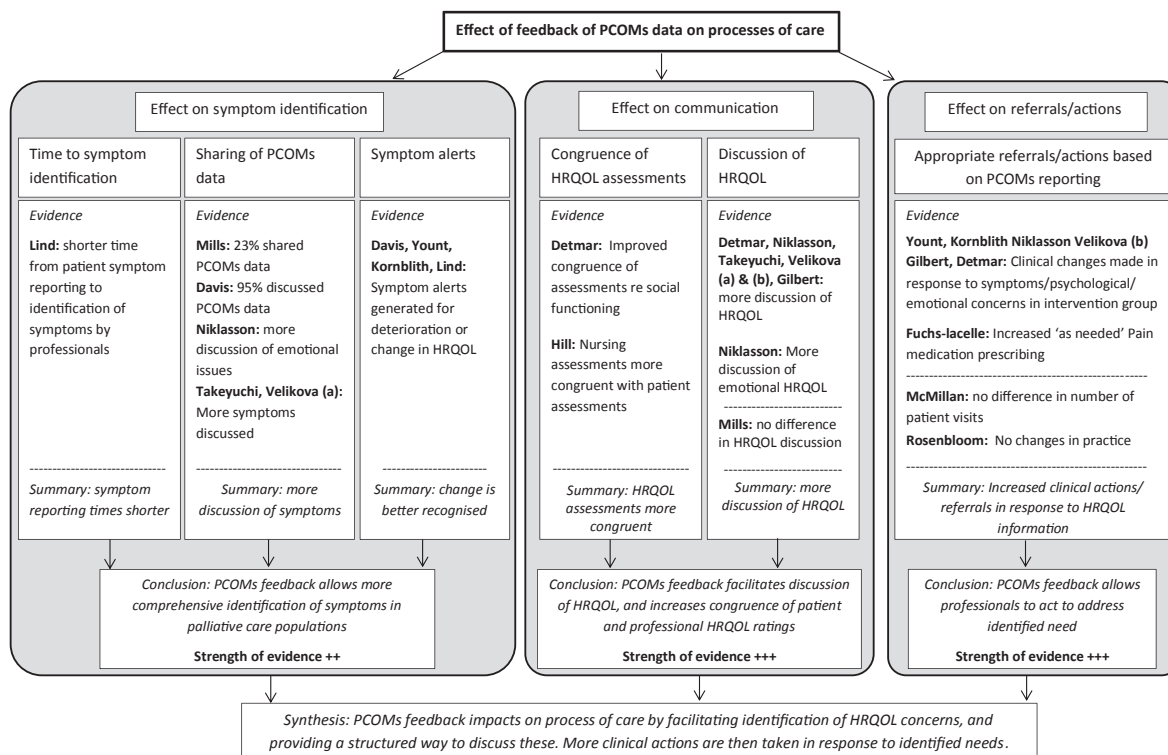 Effect of feedback of PCOMs data on processes of care
Effect on symptom identification
Time to symptom
identification
Evidence
Lind: shorter time
from patient symptom
reporting to
identification of
symptoms by
professionals
Summary: symptom
reporting times shorter
Sharing of PCOMs
data
Evidence
Mills: 23% shared
PCOMs data
Davis: 95% discussed
PCOMs data
Niklasson: more
discussion of emotional
issues
Takeyuchi, Velikova (a):
More symptoms
discussed
Summary: more
discussion of symptoms
Symptom alerts
Evidence
Davis, Yount,
Kornblith, Lind:
Symptom alerts
generated for
deterioration or
change in HRQOL
Summary: change is
better recognised
Conclusion: PCOMs feedback allows more
comprehensive identification of symptoms in
palliative care populations
Strength of evidence ++
Effect on communication
Congruence of
HRQOL assessments
Evidence
Detmar: Improved
congruence of
assessments re social
functioning
Hill: Nursing
assessments more
congruent with patient
assessments
Summary: HRQOL
assessments more
congruent
Discussion of
HRQOL
Evidence
Detmar, Niklasson,
Takeyuchi, Velikova
(a) & (b), Gilbert:
more discussion of
HRQOL
Niklasson: More
discussion of
emotional HRQOL
Mills: no difference
in HRQOL discussion
Summary: more
discussion of HRQOL
Conclusion: PCOMs feedback facilitates discussion
of HRQOL, and increases congruence of patient
and professional HRQOL ratings
Strength of evidence +++
Effect on referrals/actions
Appropriate referrals/actions based
on PCOMs reporting
Evidence
Yount, Kornblith Niklasson Velikova (b)
Gilbert, Detmar: Clinical changes made in
response to symptoms/psychological/
emotional concerns in intervention group
Fuchs-lacelle: Increased 'as needed' Pain
medication prescribing
McMillan: no difference in number of
patient visits
Rosenbloom: No changes in practice
Summary: Increased clinical actions/
referrals in response to HRQOL
information
Conclusion: PCOMs feedback allows
professionals to act to address
identified need
Strength of evidence +++
Synthesis: PCOMs feedback impacts on process of care by facilitating identification of HRQOL concerns, and
providing a structured way to discuss these. More clinical actions are then taken in response to identified needs.